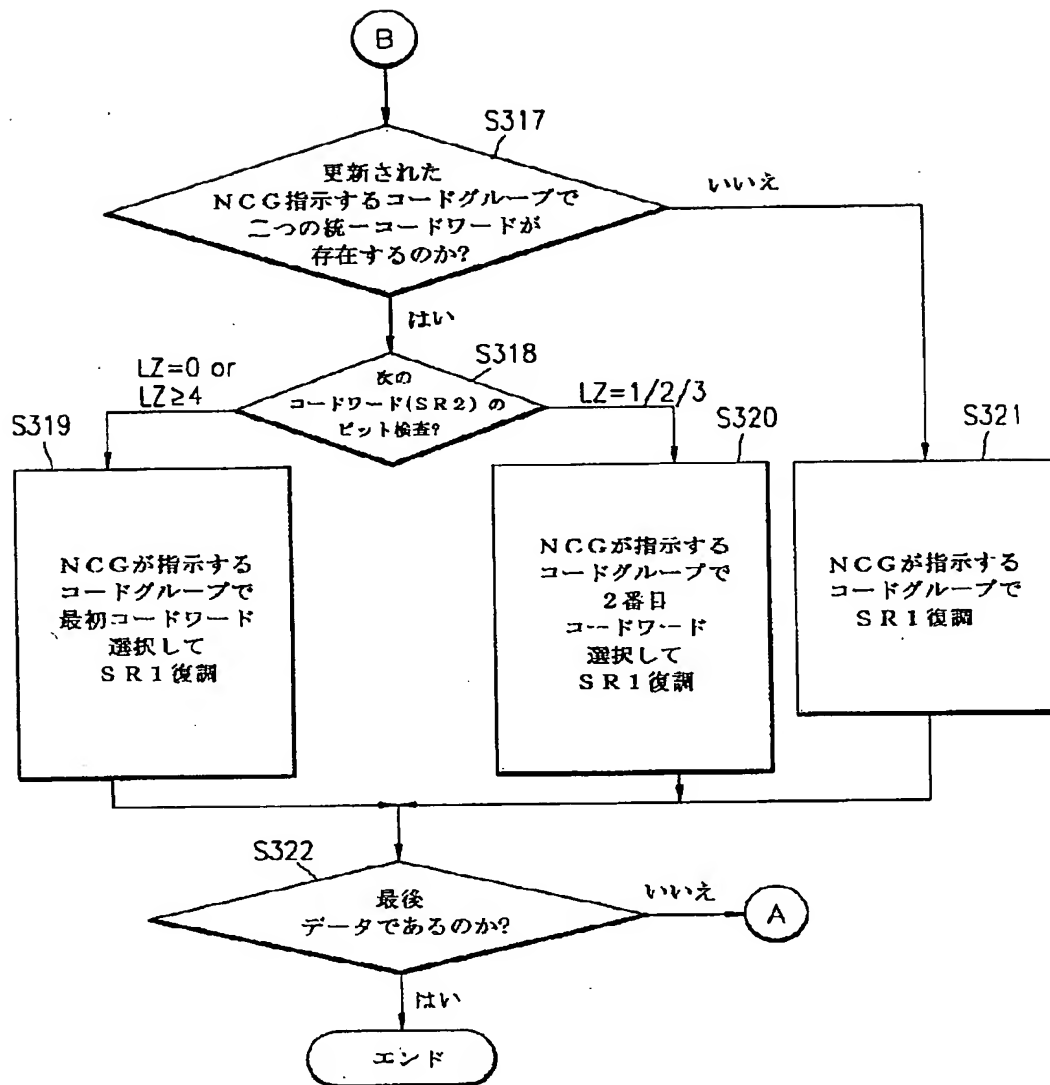 B
S317
更新された
NCG指示するコードグループで
二つの統一コードワードが
存在するのか?
いいえ
はい
S318
LZ=0 or
LZ≥4
次の
コードワード(SR2)の
ビット検査?
LZ=1/2/3
S319
S320
S321
NCGが指示する
コードグループで
最初コードワード
選択して
SR1復調
NCGが指示する
コードグループで
2番目
コードワード
選択して
SR1復調
NCGが指示する
コードグループで
SR1復調
S322
最後
データであるのか?
いいえ
A
はい
エンド